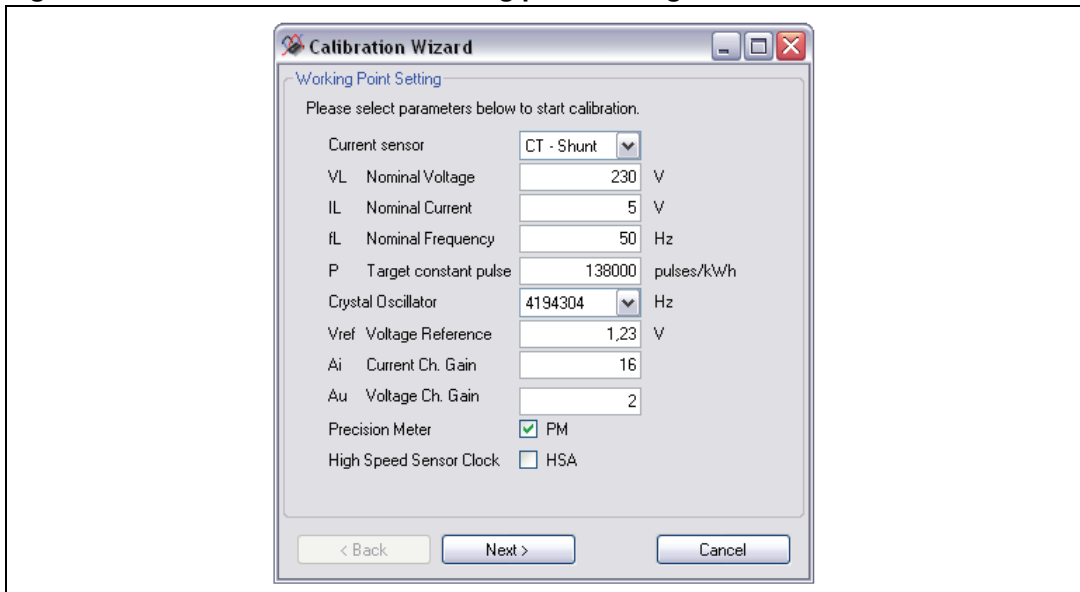 Calibration Wizard
Working Point Setting
Please select parameters below to start calibration.
Current sensor CT - Shunt
VL Nominal Voltage 230 V
IL Nominal Current 5 V
fL Nominal Frequency 50 Hz
P Target constant pulse 138000 pulses/kWh
Crystal Oscillator 4194304 Hz
Vref Voltage Reference 1,23 V
Ai Current Ch. Gain 16
Au Voltage Ch. Gain 2
Precision Meter PM
High Speed Sensor Clock HSA
< Back Next > Cancel